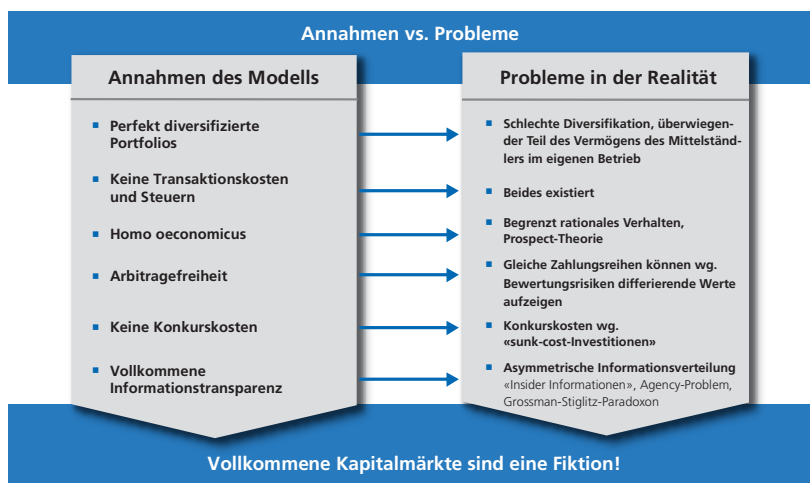 Annahmen vs. Probleme
Annahmen des Modells
▪ Perfekt diversifizierte
Portfolios
▪ Keine Transaktionskosten
und Steuern
▪ Homo oeconomicus
▪ Arbitragefreiheit
▪ Keine Konkurskosten
▪ Vollkommene
Informationstransparenz
Probleme in der Realität
▪ Schlechte Diversifikation, überwiegen-
der Teil des Vermögens des Mittelständ-
lers im eigenen Betrieb
▪ Beides existiert
▪ Begrenzt rationales Verhalten,
Prospect-Theorie
▪ Gleiche Zahlungsreihen können wg.
Bewertungsrisiken differierende Werte
aufzeigen
▪ Konkurskosten wg.
«sunk-cost-Investitionen»
▪ Asymmetrische Informationsverteilung
«Insider Informationen», Agency-Problem,
Grossman-Stiglitz-Paradoxon
Vollkommene Kapitalmärkte sind eine Fiktion!